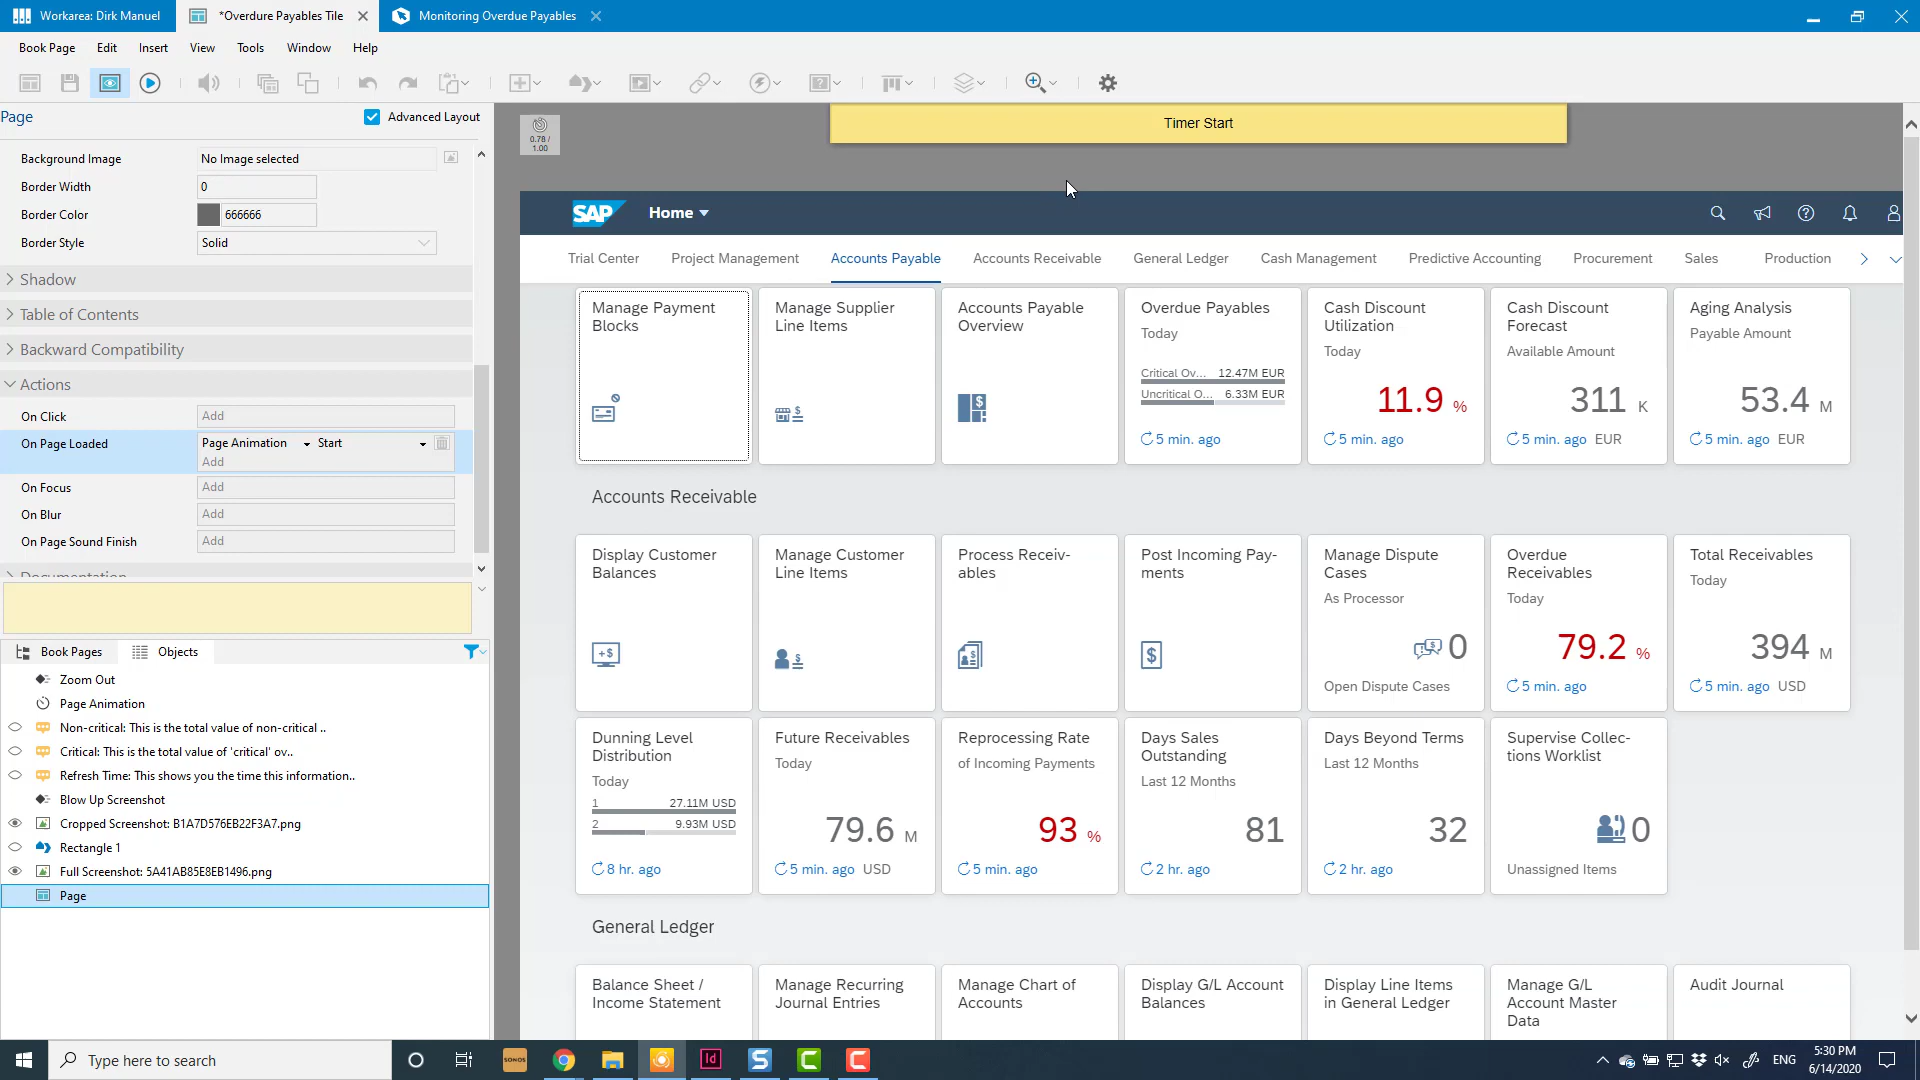 Workarea: Dirk Manuel
*Overdure Payables Tile
Monitoring Overdue Payables
Book Page
Edit
Insert
View
Tools
Window
Help
Page
Advanced Layout
Background Image
No Image selected
Border Width
0
Border Color
666666
Border Style
Solid
Shadow
Table of Contents
Backward Compatibility
Actions
On Click
Add
On Page Loaded
Page Animation
Start
Add
On Focus
Add
On Blur
Add
On Page Sound Finish
Add
Documentation
Book Pages
Objects
Zoom Out
Page Animation
Non-critical: This is the total value of non-critical ..
Critical: This is the total value of 'critical' ov..
Refresh Time: This shows you the time this information..
Blow Up Screenshot
Cropped Screenshot: B1A7D576EB22F3A7.png
Rectangle 1
Full Screenshot: 5A41AB85E8EB1496.png
Page
0.78 /
1.00
Timer Start
SAP
Home
Trial Center
Project Management
Accounts Payable
Accounts Receivable
General Ledger
Cash Management
Predictive Accounting
Procurement
Sales
Production
Manage Payment
Blocks
Manage Supplier
Line Items
Accounts Payable
Overview
Overdue Payables
Today
Critical Ov... 12.47M EUR
Uncritical O... 6.33M EUR
5 min. ago
Cash Discount
Utilization
Today
11.9 %
5 min. ago
Cash Discount
Forecast
Available Amount
311 K
5 min. ago EUR
Aging Analysis
Payable Amount
53.4 M
5 min. ago EUR
Accounts Receivable
Display Customer
Balances
Manage Customer
Line Items
Process Receiv-
ables
Post Incoming Pay-
ments
Manage Dispute
Cases
As Processor
0
Open Dispute Cases
Overdue
Receivables
Today
79.2 %
5 min. ago
Total Receivables
Today
394 M
5 min. ago USD
Dunning Level
Distribution
Today
1 27.11M USD
2 9.93M USD
8 hr. ago
Future Receivables
Today
79.6 M
5 min. ago USD
Reprocessing Rate
of Incoming Payments
93 %
5 min. ago
Days Sales
Outstanding
Last 12 Months
81
2 hr. ago
Days Beyond Terms
Last 12 Months
32
2 hr. ago
Supervise Collec-
tions Worklist
0
Unassigned Items
General Ledger
Balance Sheet /
Income Statement
Manage Recurring
Journal Entries
Manage Chart of
Accounts
Display G/L Account
Balances
Display Line Items
in General Ledger
Manage G/L
Account Master
Data
Audit Journal
Type here to search
SONOS
Id
S
C
C
ENG
5:30 PM
6/14/2020